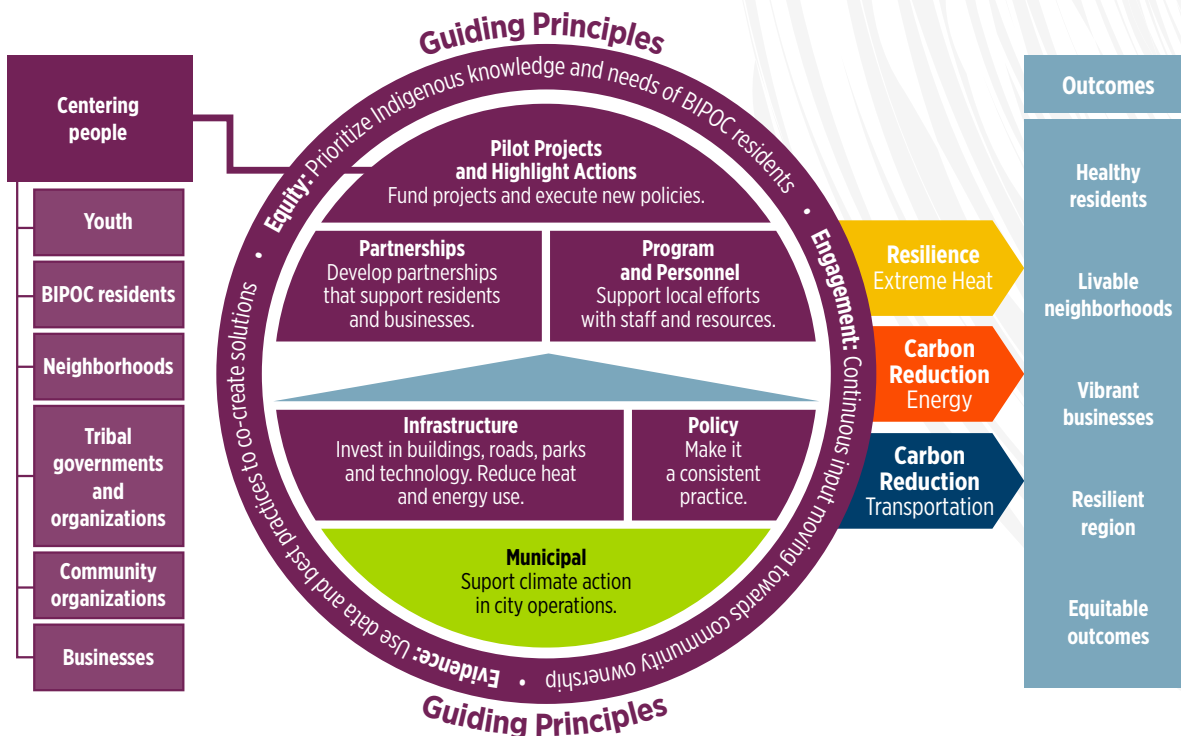 Guiding Principles
Centering
people
Youth
BIPOC residents
Neighborhoods
Tribal
governments
and
organizations
Community
organizations
Businesses
Equity: Prioritize Indigenous knowledge and needs of BIPOC residents •
Engagement: Continuous input moving towards community ownership •
Evidence: Use data and best practices to co-create solutions •
Pilot Projects
and Highlight Actions
Fund projects and execute new policies.
Partnerships
Develop partnerships
that support residents
and businesses.
Program
and Personnel
Support local efforts
with staff and resources.
Infrastructure
Invest in buildings, roads, parks
and technology. Reduce heat
and energy use.
Policy
Make it
a consistent
practice.
Municipal
Suport climate action
in city operations.
Guiding Principles
Resilience
Extreme Heat
Carbon
Reduction
Energy
Carbon
Reduction
Transportation
Outcomes
Healthy
residents
Livable
neighborhoods
Vibrant
businesses
Resilient
region
Equitable
outcomes